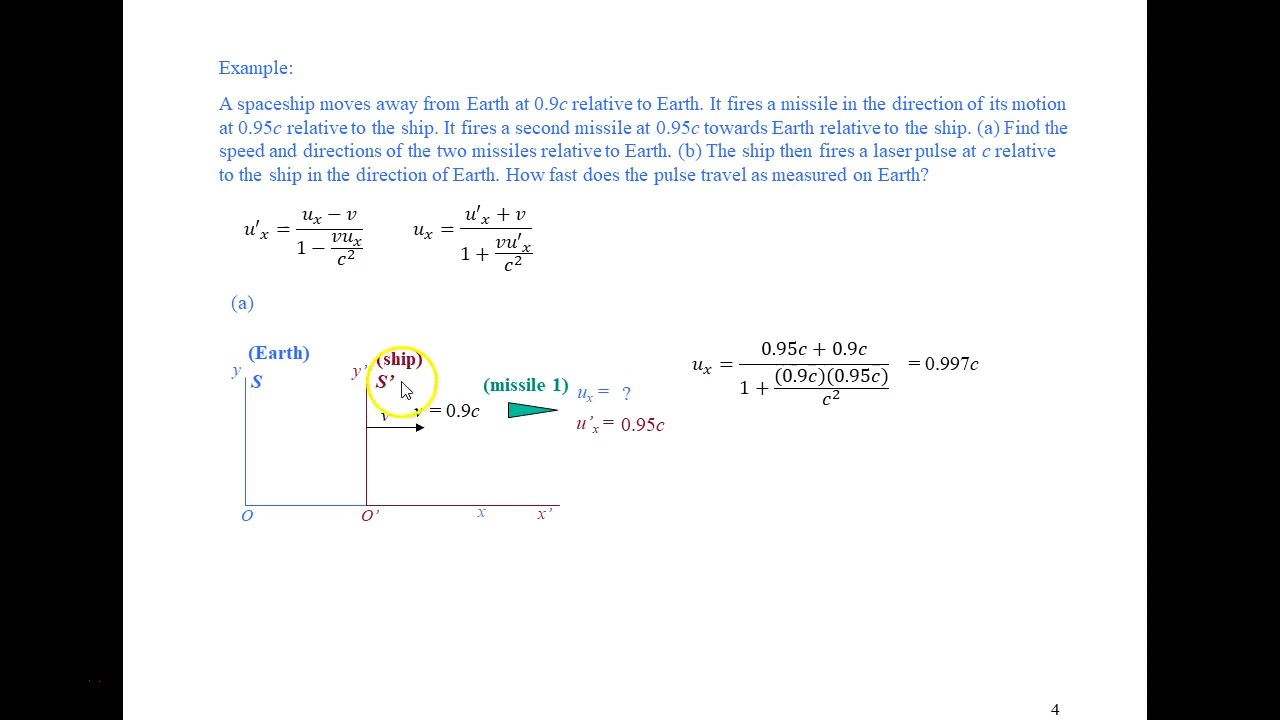 Example:
A spaceship moves away from Earth at 0.9c relative to Earth. It fires a missile in the direction of its motion
at 0.95c relative to the ship. It fires a second missile at 0.95c towards Earth relative to the ship. (a) Find the
speed and directions of the two missiles relative to Earth. (b) The ship then fires a laser pulse at c relative
to the ship in the direction of Earth. How fast does the pulse travel as measured on Earth?
u'ₓ = (uₓ − v) / (1 − vuₓ/c²)   uₓ = (u'ₓ + v) / (1 + vu'ₓ/c²)
(a)
(Earth)
y S
(ship)
y’ S’
v v = 0.9c
(missile 1)
uₓ = ?
u’ₓ = 0.95c
uₓ = (0.95c + 0.9c) / (1 + (0.9c)(0.95c)/c²) = 0.997c
O O’ x x’
4